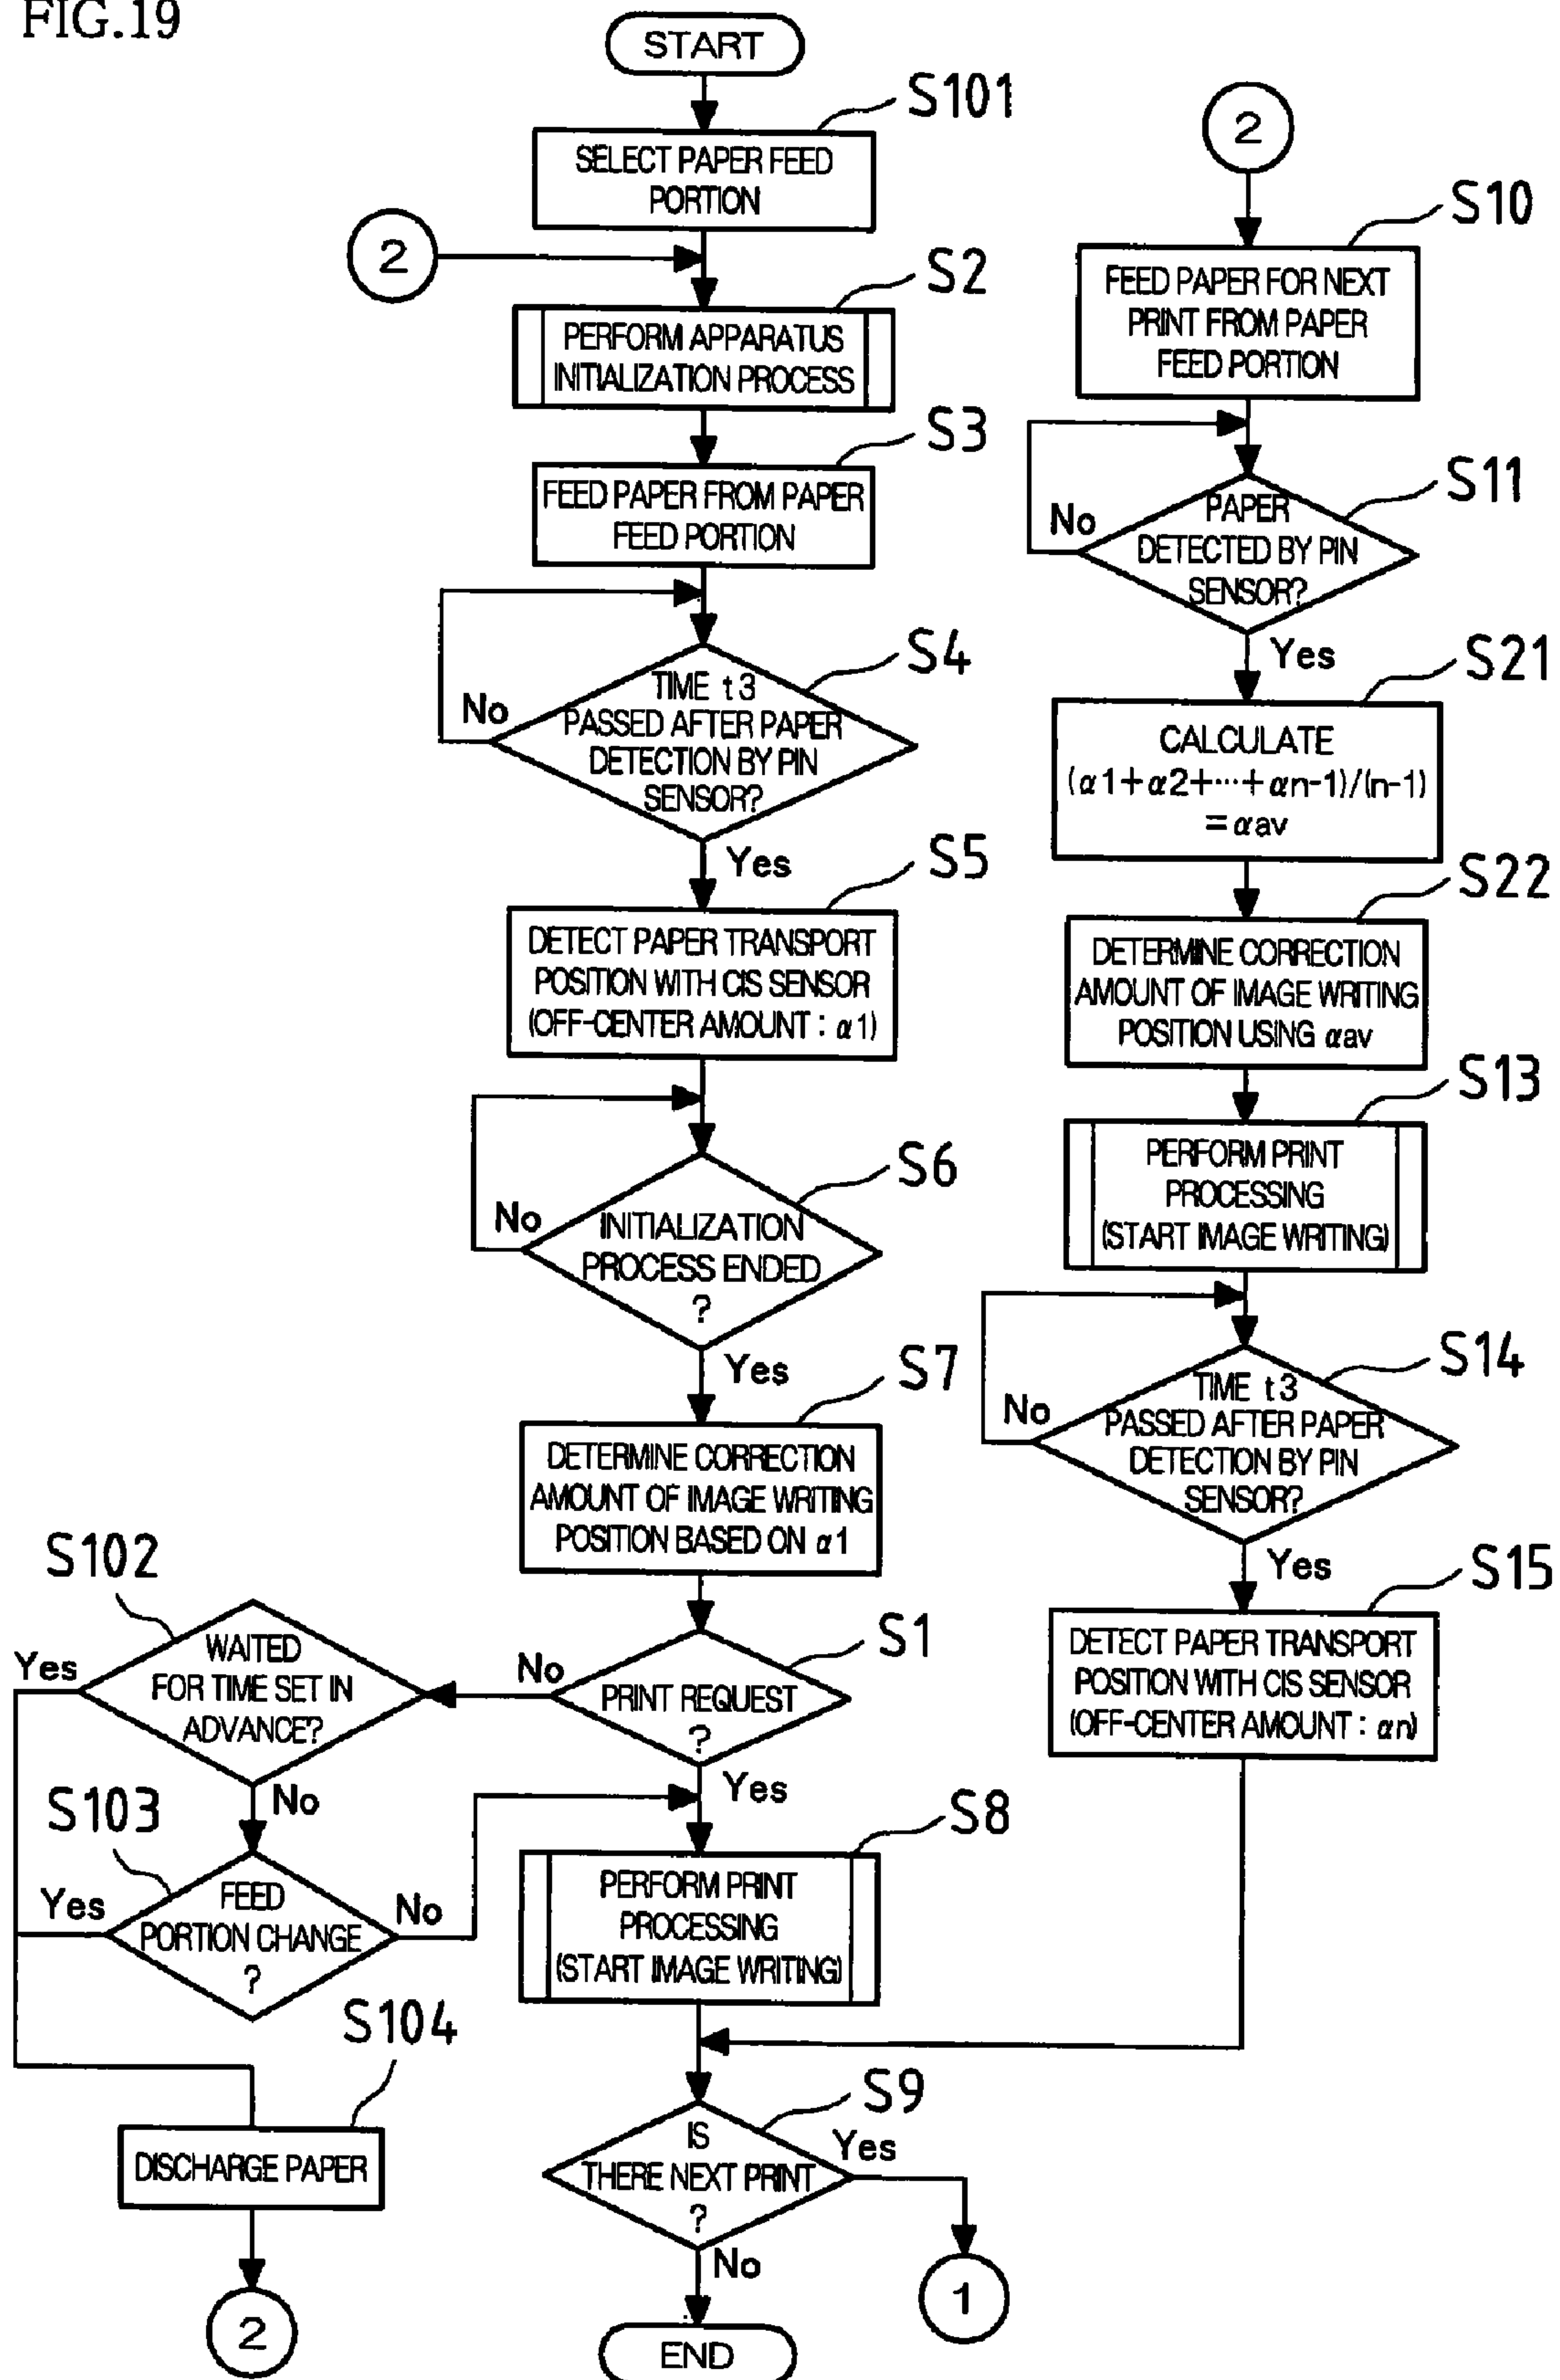 FIG.19
START
S101
SELECT PAPER FEED
PORTION
2
S2
PERFORM APPARATUS
INITIALIZATION PROCESS
S3
FEED PAPER FROM PAPER
FEED PORTION
S4
TIME t3
PASSED AFTER PAPER
DETECTION BY PIN
SENSOR?
No
Yes
S5
DETECT PAPER TRANSPORT
POSITION WITH CIS SENSOR
(OFF-CENTER AMOUNT : α1)
S6
INITIALIZATION
PROCESS ENDED
?
No
Yes
S7
DETERMINE CORRECTION
AMOUNT OF IMAGE WRITING
POSITION BASED ON α1
S1
PRINT REQUEST
?
No
Yes
S102
WAITED
FOR TIME SET IN
ADVANCE?
Yes
No
S103
FEED
PORTION CHANGE
?
Yes
No
S104
DISCHARGE PAPER
2
S8
PERFORM PRINT
PROCESSING
(START IMAGE WRITING)
S9
IS
THERE NEXT PRINT
?
Yes
No
1
END
2
S10
FEED PAPER FOR NEXT
PRINT FROM PAPER
FEED PORTION
S11
PAPER
DETECTED BY PIN
SENSOR?
No
Yes
S21
CALCULATE
(α1+α2+···+αn-1)/(n-1)
=αav
S22
DETERMINE CORRECTION
AMOUNT OF IMAGE WRITING
POSITION USING αav
S13
PERFORM PRINT
PROCESSING
(START IMAGE WRITING)
S14
TIME t3
PASSED AFTER PAPER
DETECTION BY PIN
SENSOR?
No
Yes
S15
DETECT PAPER TRANSPORT
POSITION WITH CIS SENSOR
(OFF-CENTER AMOUNT : αn)